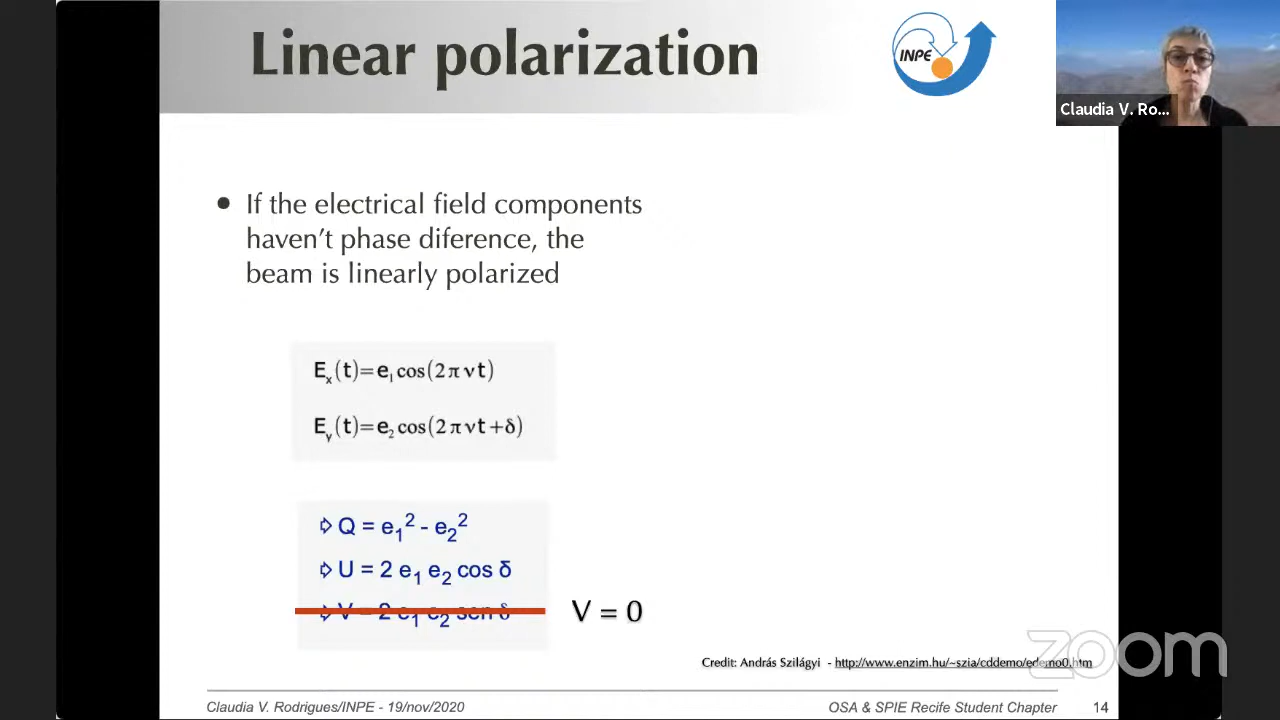 Linear polarization
INPE
Claudia V. Ro...
• If the electrical field components
haven't phase diference, the
beam is linearly polarized
Eₓ(t)=e₁cos(2πνt)
Eᵧ(t)=e₂cos(2πνt+δ)
⇨ Q = e₁² - e₂²
⇨ U = 2 e₁ e₂ cos δ
⇨ V = 2 e₁ e₂ sen δ
V = 0
zoom
Credit: András Szilágyi - http://www.enzim.hu/~szia/cddemo/edemo0.htm
Claudia V. Rodrigues/INPE - 19/nov/2020
OSA & SPIE Recife Student Chapter
14